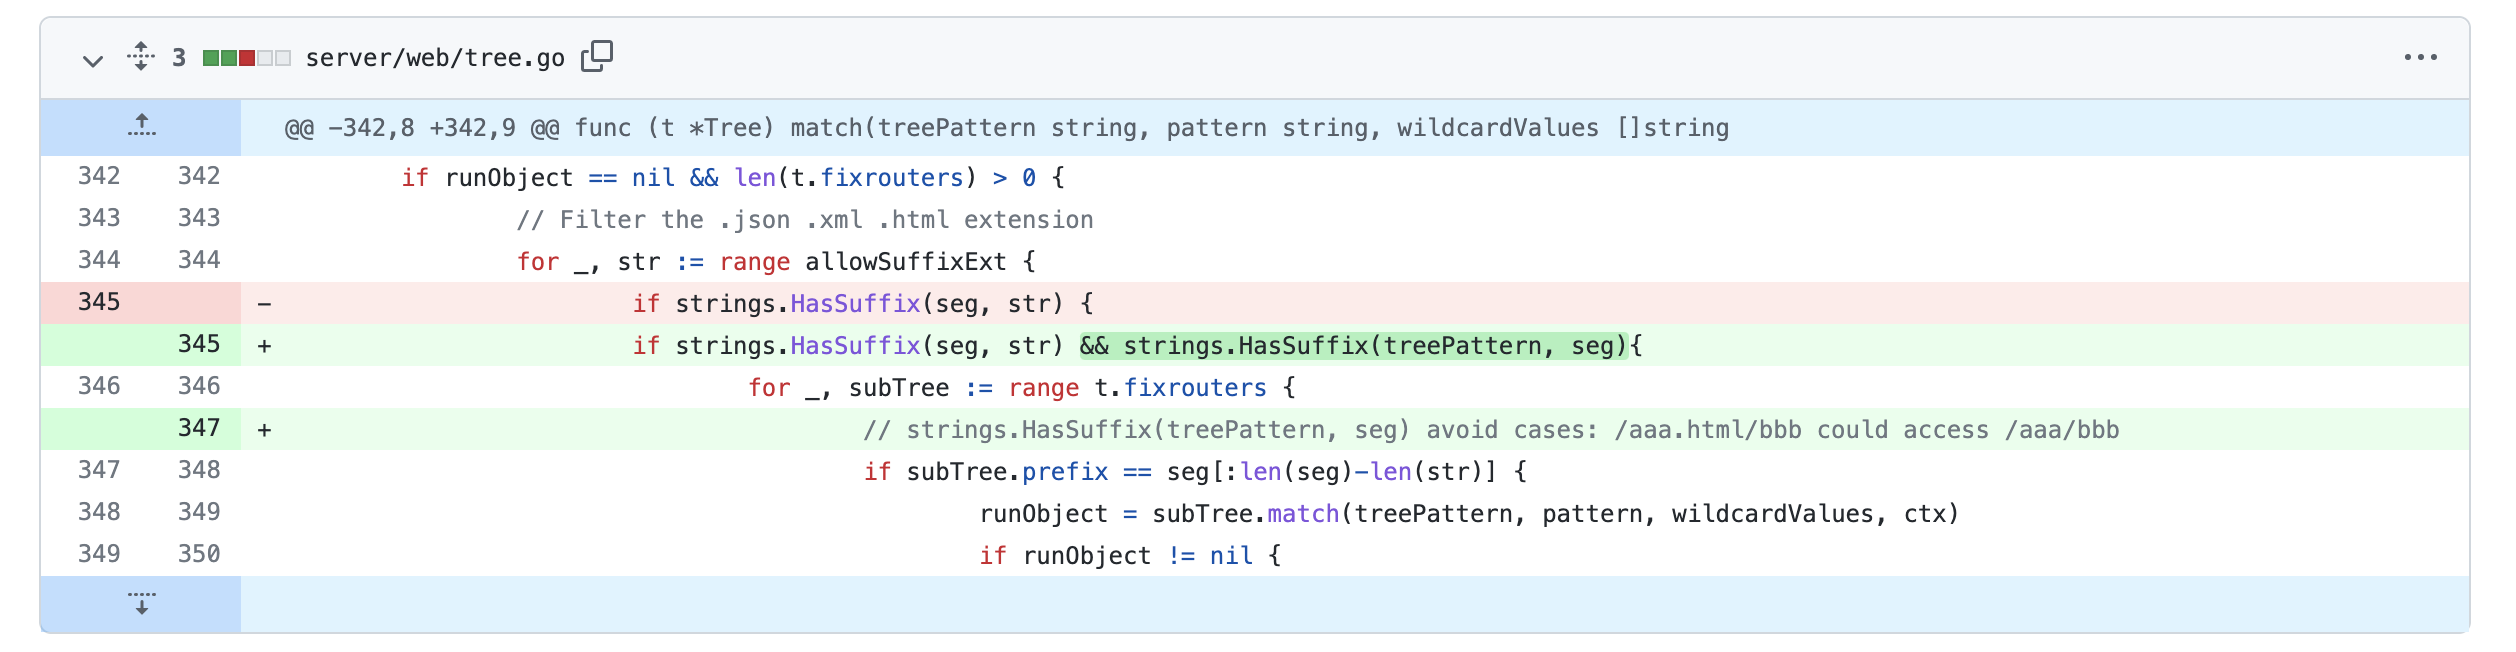 3 server/web/tree.go
@@ -342,8 +342,9 @@ func (t *Tree) match(treePattern string, pattern string, wildcardValues []string
342 342 if runObject == nil && len(t.fixrouters) > 0 {
343 343 // Filter the .json .xml .html extension
344 344 for _, str := range allowSuffixExt {
345 - if strings.HasSuffix(seg, str) {
345 + if strings.HasSuffix(seg, str) && strings.HasSuffix(treePattern, seg){
346 346 for _, subTree := range t.fixrouters {
347 + // strings.HasSuffix(treePattern, seg) avoid cases: /aaa.html/bbb could access /aaa/bbb
347 348 if subTree.prefix == seg[:len(seg)-len(str)] {
348 349 runObject = subTree.match(treePattern, pattern, wildcardValues, ctx)
349 350 if runObject != nil {